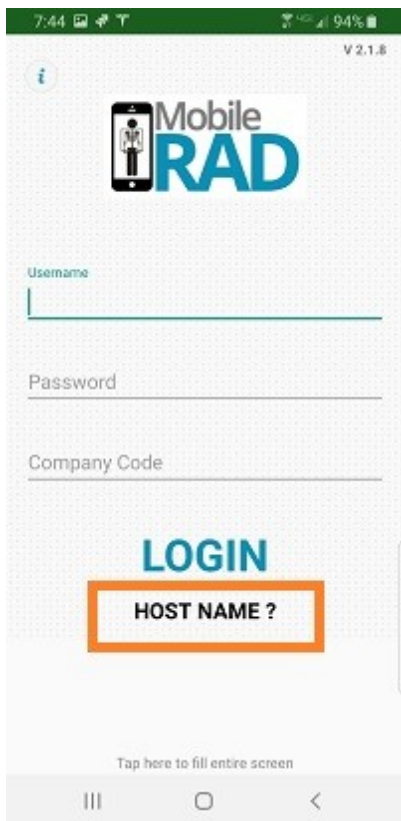 7:44
94%
V 2.1.8
i
Mobile
RAD
Username
Password
Company Code
LOGIN
HOST NAME ?
Tap here to fill entire screen